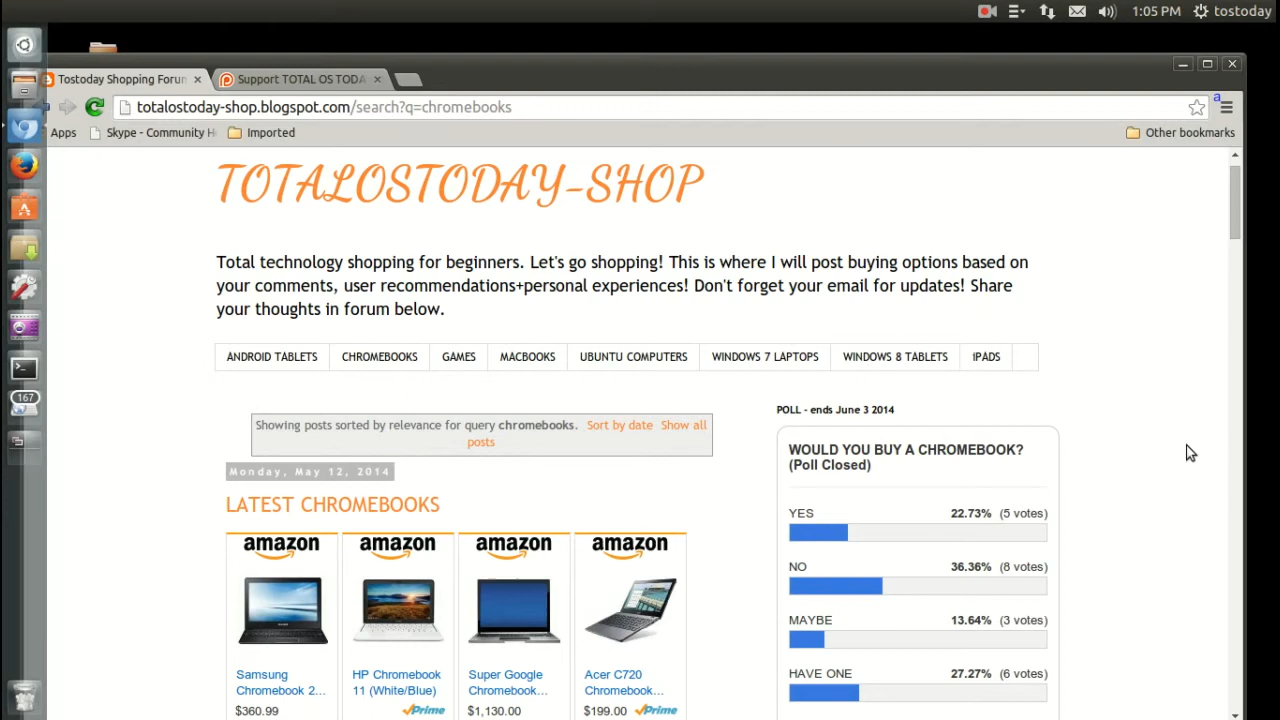 1:05 PM tostoday
Tostoday Shopping Forun
Support TOTAL OS TODA
totalostoday-shop.blogspot.com/search?q=chromebooks
a
Apps Skype - Community H Imported Other bookmarks
TOTALOSTODAY-SHOP
Total technology shopping for beginners. Let's go shopping! This is where I will post buying options based on
your comments, user recommendations+personal experiences! Don't forget your email for updates! Share
your thoughts in forum below.
ANDROID TABLETS CHROMEBOOKS GAMES MACBOOKS UBUNTU COMPUTERS WINDOWS 7 LAPTOPS WINDOWS 8 TABLETS IPADS
Showing posts sorted by relevance for query chromebooks. Sort by date Show all
posts
Monday, May 12, 2014
LATEST CHROMEBOOKS
amazon amazon amazon amazon
Samsung
Chromebook 2...
$360.99
HP Chromebook
11 (White/Blue)
Prime
Super Google
Chromebook...
$1,130.00
Acer C720
Chromebook...
$199.00 Prime
POLL - ends June 3 2014
WOULD YOU BUY A CHROMEBOOK?
(Poll Closed)
YES 22.73% (5 votes)
NO 36.36% (8 votes)
MAYBE 13.64% (3 votes)
HAVE ONE 27.27% (6 votes)
167